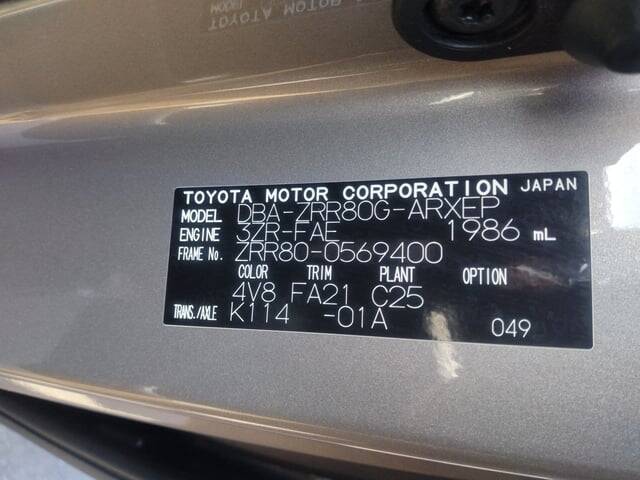 TOYOTA MOTOR CORPORATION JAPAN
MODEL DBA-ZRR80G-ARXEP
ENGINE 3ZR-FAE 1986 mL
FRAME No. ZRR80-0569400
COLOR TRIM PLANT OPTION
4V8 FA21 C25
TRANS./AXLE K114 -01A 049